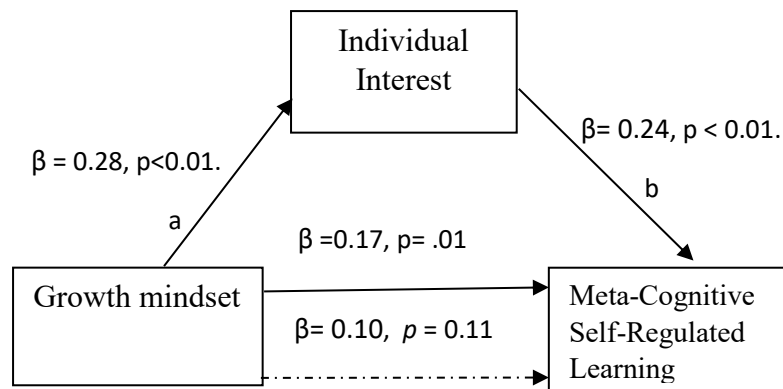 Individual
Interest
β = 0.28, p<0.01.
β= 0.24, p < 0.01.
a
b
β =0.17, p= .01
Growth mindset
β= 0.10, p = 0.11
Meta-Cognitive
Self-Regulated
Learning